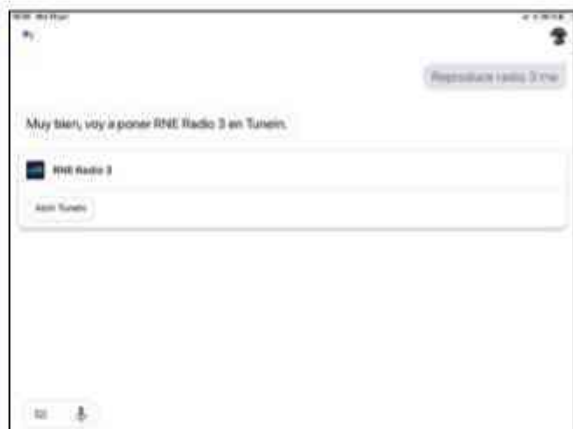 Reproduce radio 3 rne
Muy bien, voy a poner RNE Radio 3 en TuneIn.
RNE Radio 3
Abrir TuneIn